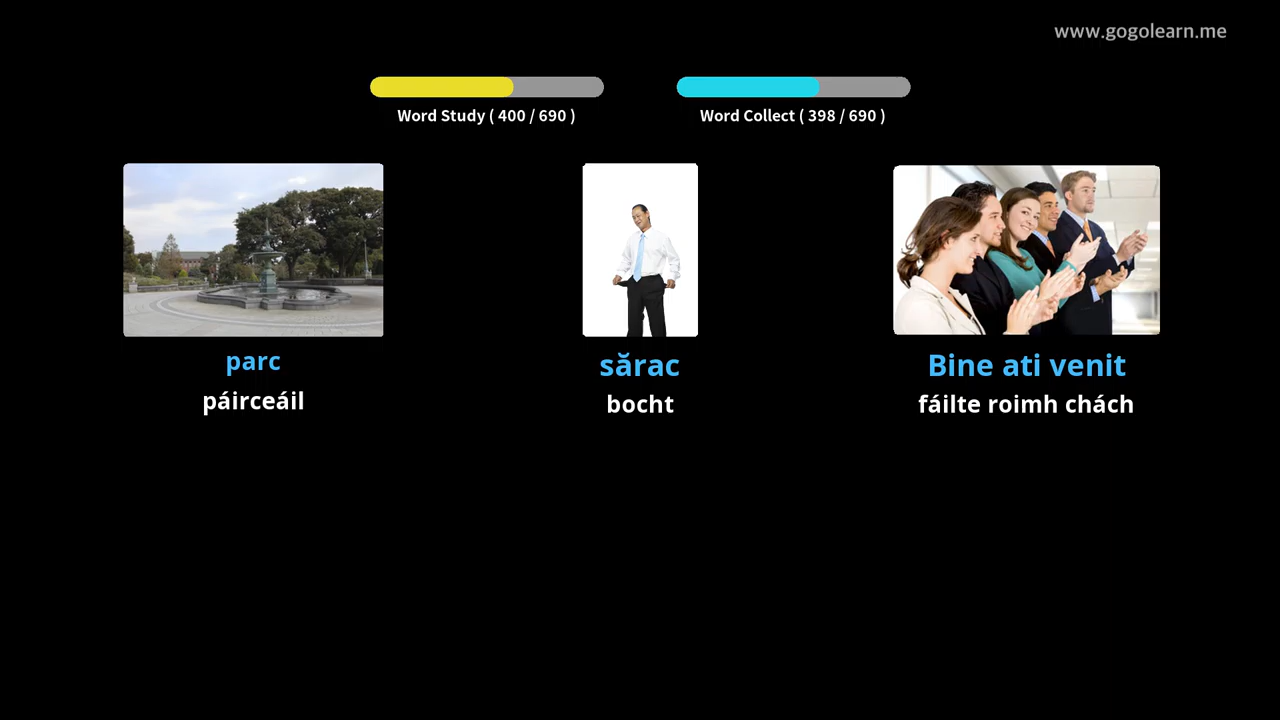 www.gogolearn.me
Word Study ( 400 / 690 )
Word Collect ( 398 / 690 )
parc
păirceáil
sărac
bocht
Bine ati venit
fáilte roimh chách